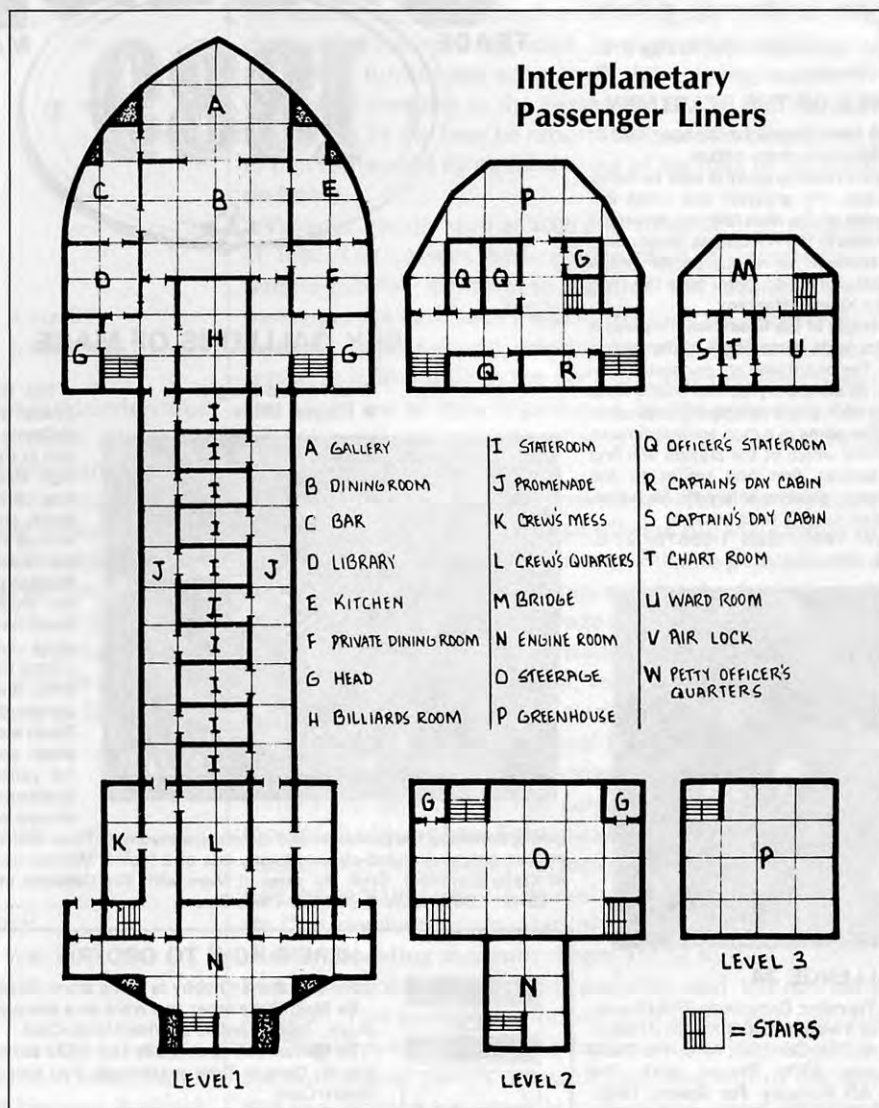 Interplanetary
Passenger Liners
A
C
B
E
D
F
G
H
G
P
Q
Q
G
Q
R
M
S
T
U
I
I
I
I
I
J
J
I
I
I
I
I
A GALLERY
B DINING ROOM
C BAR
D LIBRARY
E KITCHEN
F PRIVATE DINING ROOM
G HEAD
H BILLIARDS ROOM
I STATEROOM
J PROMENADE
K CREW'S MESS
L CREW'S QUARTERS
M BRIDGE
N ENGINE ROOM
O STEERAGE
P GREENHOUSE
Q OFFICER'S STATEROOM
R CAPTAIN'S DAY CABIN
S CAPTAIN'S DAY CABIN
T CHART ROOM
U WARD ROOM
V AIR LOCK
W PETTY OFFICER'S
QUARTERS
K
L
N
G
G
O
N
P
LEVEL 1
LEVEL 2
LEVEL 3
= STAIRS